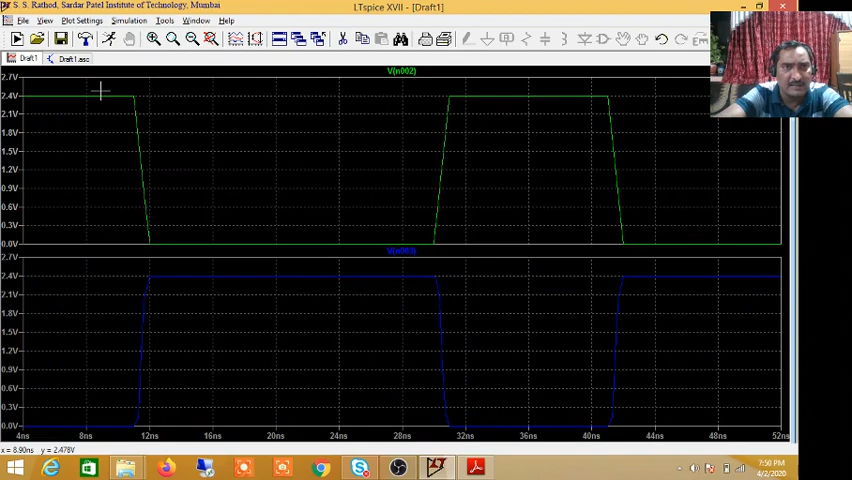 Dr S. S. Rathod, Sardar Patel Institute of Technology, Mumbai
LTspice XVII - [Draft1]
File View Plot Settings Simulation Tools Window Help
Draft1 Draft1.asc
V(n002)
2.7V
2.4V
2.1V
1.8V
1.5V
1.2V
0.9V
0.6V
0.3V
0.0V
V(n003)
2.7V
2.4V
2.1V
1.8V
1.5V
1.2V
0.9V
0.6V
0.3V
0.0V
4ns 8ns 12ns 16ns 20ns 24ns 28ns 32ns 36ns 40ns 44ns 48ns 52ns
x = 8.90ns y = 2.478V
7:50 PM
4/2/2020